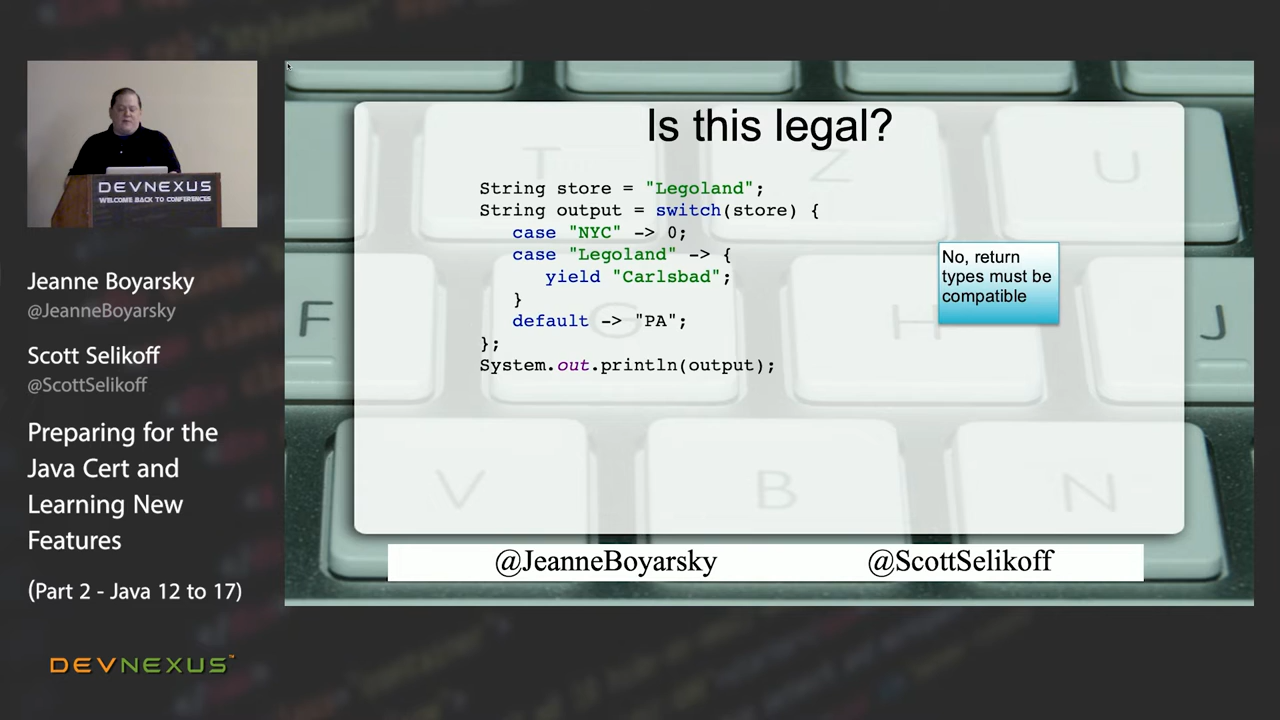 DEVNEXUS
WELCOME BACK TO CONFERENCES
Jeanne Boyarsky
@JeanneBoyarsky
Scott Selikoff
@ScottSelikoff
Preparing for the
Java Cert and
Learning New
Features
(Part 2 - Java 12 to 17)
DEVNEXUS™
Is this legal?
String store = "Legoland";
String output = switch(store) {
   case "NYC" -> 0;
   case "Legoland" -> {
      yield "Carlsbad";
   }
   default -> "PA";
};
System.out.println(output);
No, return
types must be
compatible
T Z U
F G H J
V B N
@JeanneBoyarsky @ScottSelikoff